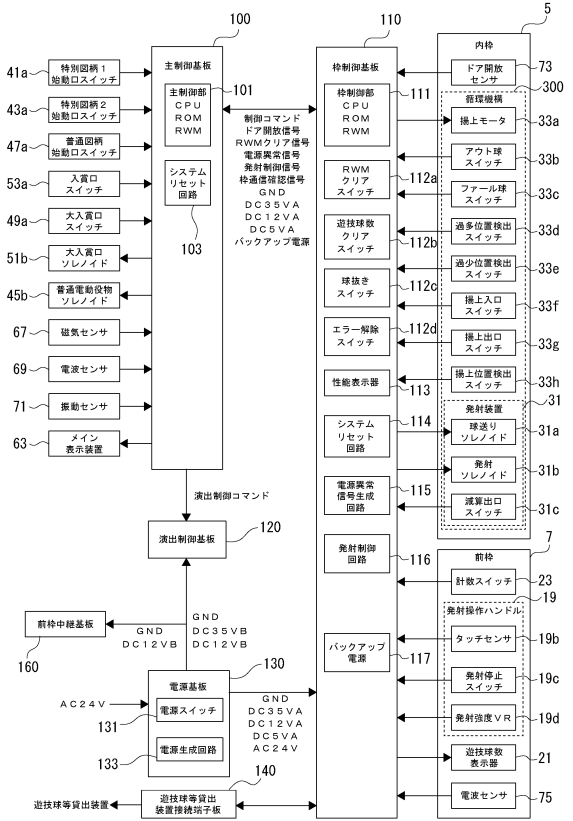 100
主制御基板
101
主制御部
CPU
ROM
RWM
システム
リセット
回路
103
41a
特別図柄1
始動口スイッチ
43a
特別図柄2
始動口スイッチ
47a
普通図柄
始動口スイッチ
53a
入賞口
スイッチ
49a
大入賞口
スイッチ
51b
大入賞口
ソレノイド
45b
普通電動役物
ソレノイド
67
磁気センサ
69
電波センサ
71
振動センサ
63
メイン
表示装置
制御コマンド
ドア開放信号
RWMクリア信号
電源異常信号
発射制御信号
枠通信確認信号
GND
DC35VA
DC12VA
DC5VA
バックアップ電源
110
枠制御基板
枠制御部
CPU
ROM
RWM
111
RWM
クリア
スイッチ
112a
遊技球数
クリア
スイッチ
112b
球抜き
スイッチ
112c
エラー解除
スイッチ
112d
性能表示器
113
システム
リセット
回路
114
電源異常
信号生成
回路
115
発射制御
回路
116
バックアップ
電源
117
5
内枠
ドア開放
センサ
73
300
循環機構
揚上モータ
33a
アウト球
スイッチ
33b
ファール球
スイッチ
33c
過多位置検出
スイッチ
33d
過少位置検出
スイッチ
33e
揚上入口
スイッチ
33f
揚上出口
スイッチ
33g
揚上位置検出
スイッチ
33h
31
発射装置
球送り
ソレノイド
31a
発射
ソレノイド
31b
減算出口
スイッチ
31c
7
前枠
計数スイッチ
23
19
発射操作ハンドル
タッチセンサ
19b
発射停止
スイッチ
19c
発射強度VR
19d
遊技球数
表示器
21
電波センサ
75
演出制御コマンド
演出制御基板
120
前枠中継基板
160
GND
DC12VB
GND
DC35VB
DC12VB
130
電源基板
AC24V
電源スイッチ
131
電源生成回路
133
GND
DC35VA
DC12VA
DC5VA
AC24V
140
遊技球等貸出装置
遊技球等貸出
装置接続端子板